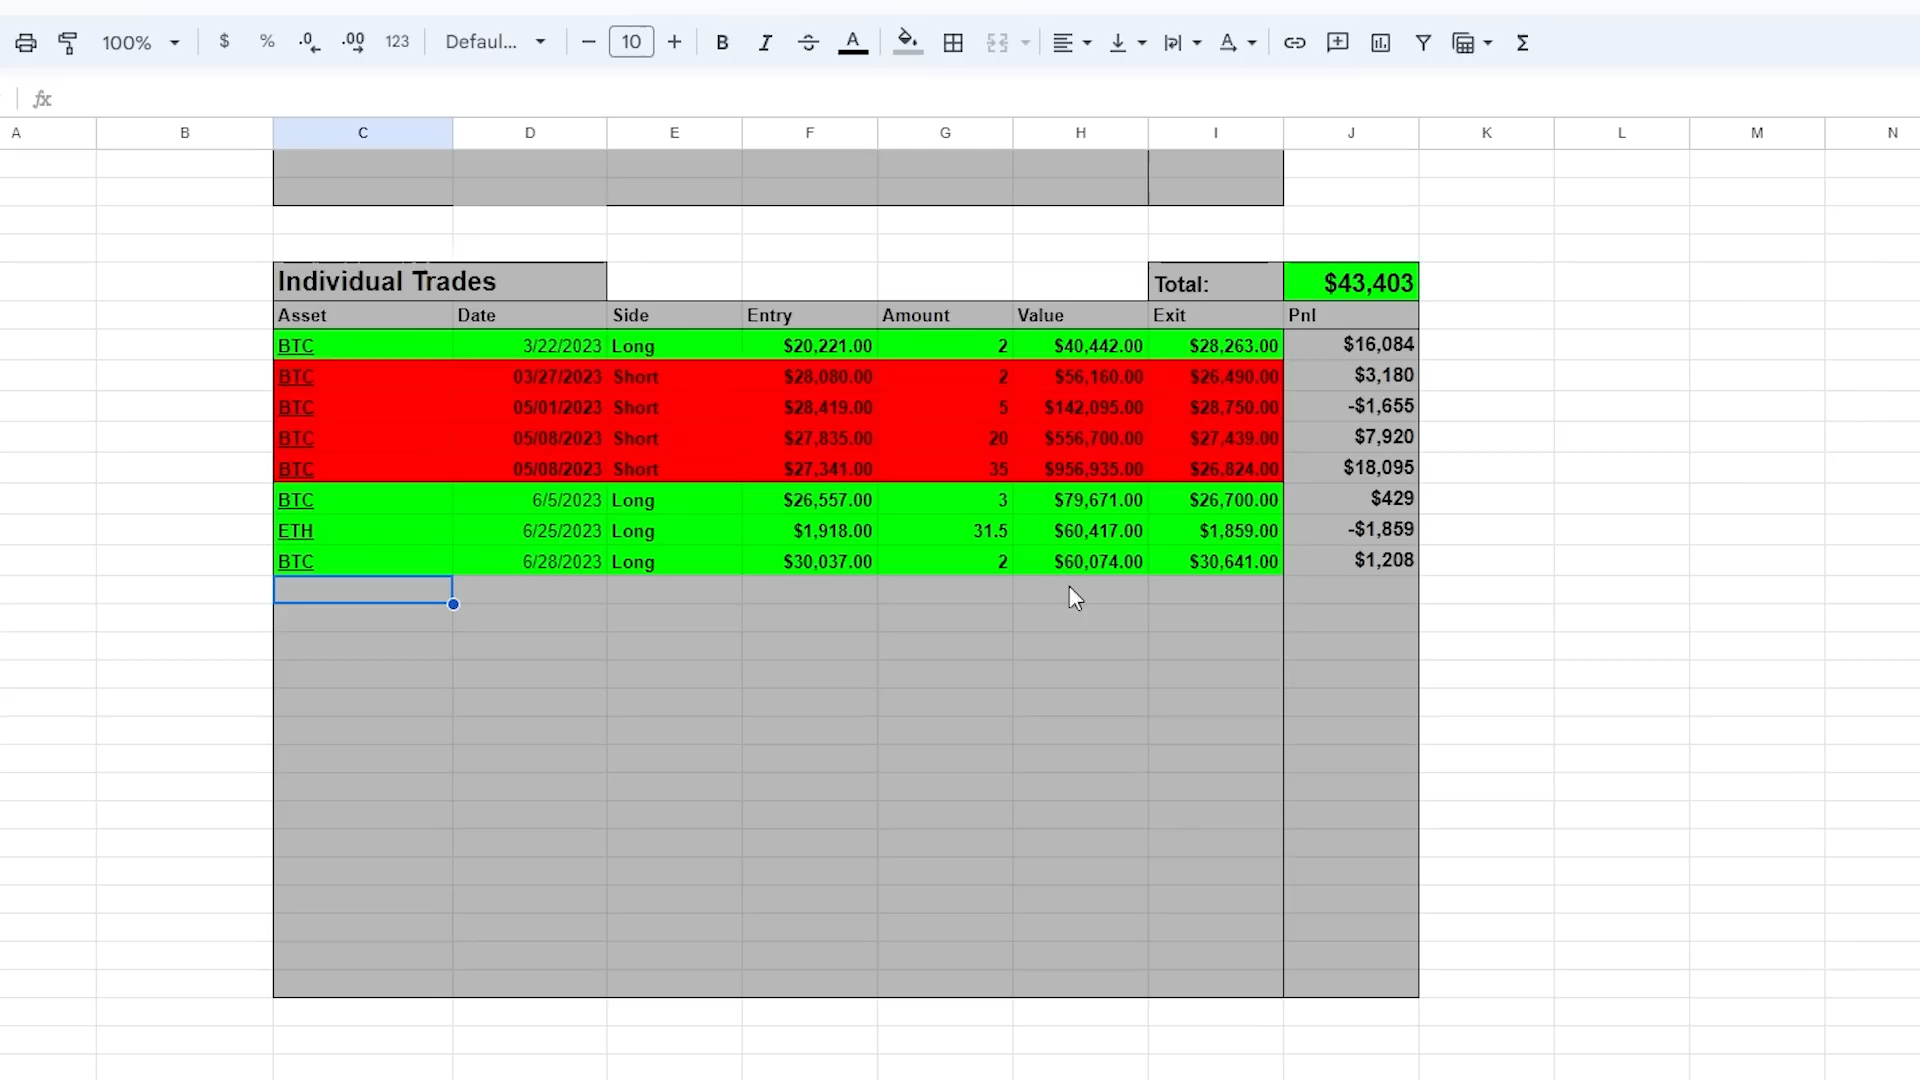 100% $ % .0 .00 123 Defaul... 10 B I A
fx
A B C D E F G H I J K L M N
Individual Trades Total: $43,403
Asset Date Side Entry Amount Value Exit Pnl
BTC 3/22/2023 Long $20,221.00 2 $40,442.00 $28,263.00 $16,084
BTC 03/27/2023 Short $28,080.00 2 $56,160.00 $26,490.00 $3,180
BTC 05/01/2023 Short $28,419.00 5 $142,095.00 $28,750.00 -$1,655
BTC 05/08/2023 Short $27,835.00 20 $556,700.00 $27,439.00 $7,920
BTC 05/08/2023 Short $27,341.00 35 $956,935.00 $26,824.00 $18,095
BTC 6/5/2023 Long $26,557.00 3 $79,671.00 $26,700.00 $429
ETH 6/25/2023 Long $1,918.00 31.5 $60,417.00 $1,859.00 -$1,859
BTC 6/28/2023 Long $30,037.00 2 $60,074.00 $30,641.00 $1,208